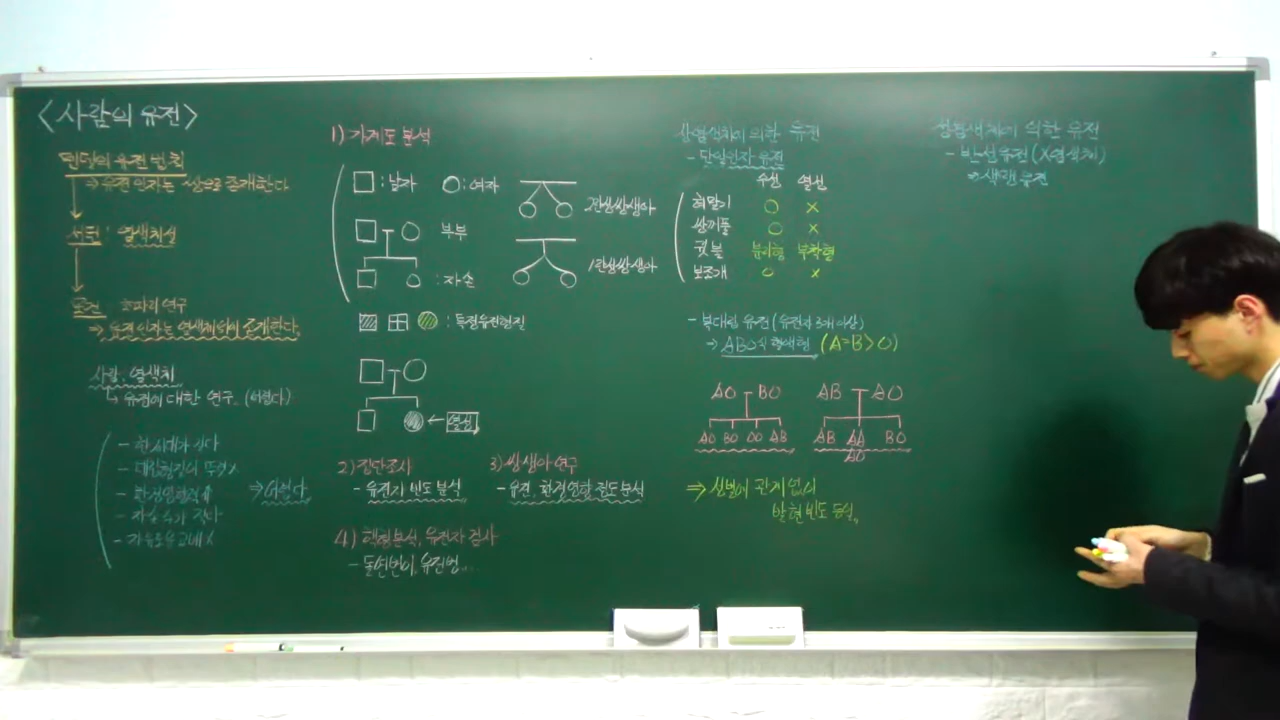 <사람의 유전>
멘델의 유전법칙
⇒ 유전인자는 쌍으로 존재한다
서턴 : 염색체설
모건 초파리 연구
⇒ 유전인자는 염색체 위에 존재한다.
사람, 염색체
↳ 유전에 대한 연구.. (어렵다)
- 한 세대가 길다
- 대립형질이 뚜렷X
- 환경영향력⇈ ⇒ 어렵다.
- 자손 수가 적다
- 자유로운 교배 X
1) 가계도 분석
□ : 남자 ○ : 여자
2란성쌍생아
부부
: 자손
1란성쌍생아
: 특정유전형질
← 열성
2) 집단조사
- 유전자 빈도 분석
3) 쌍생아 연구
- 유전, 환경영향 정도분석
4) 핵형분석, 유전자 검사
- 돌연변이, 유전병...
상염색체에 의한 유전
- 단일인자 유전
우성 열성
혀말기 ○ ×
쌍꺼풀 ○ ×
귓불 분리형 부착형
보조개 ○ ×
- 복대립 유전 (유전자 3개 이상)
⇒ ABO식 혈액형 (A=B>O)
AO BO
AO BO OO AB
AB AO
AB AA BO
AO
⇒ 성별에 관계없이
발현빈도 동일.
성염색체에 의한 유전
- 반성유전 (X염색체)
⇒ 색맹 유전